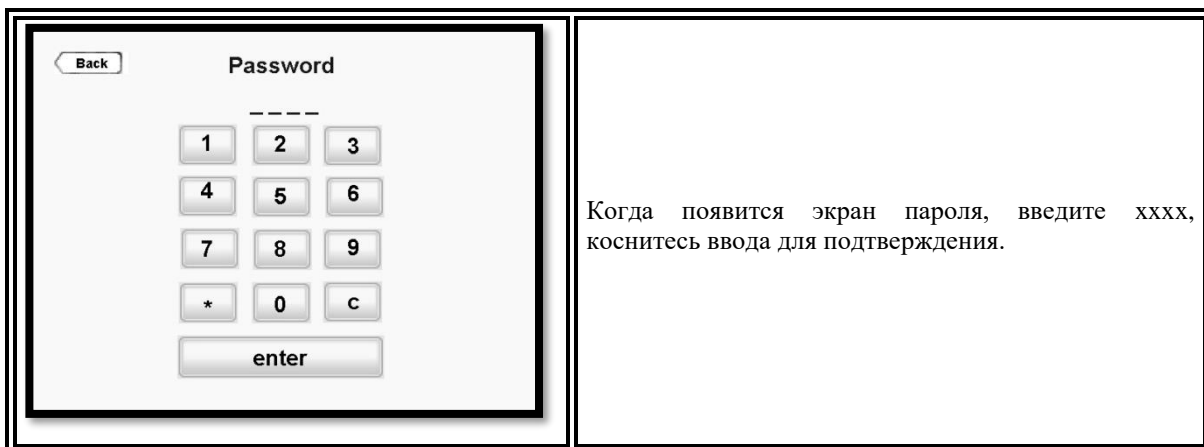 Back
Password
_ _ _ _
1 2 3
4 5 6
7 8 9
* 0 C
enter
Когда появится экран пароля, введите xxxx,
коснитесь ввода для подтверждения.